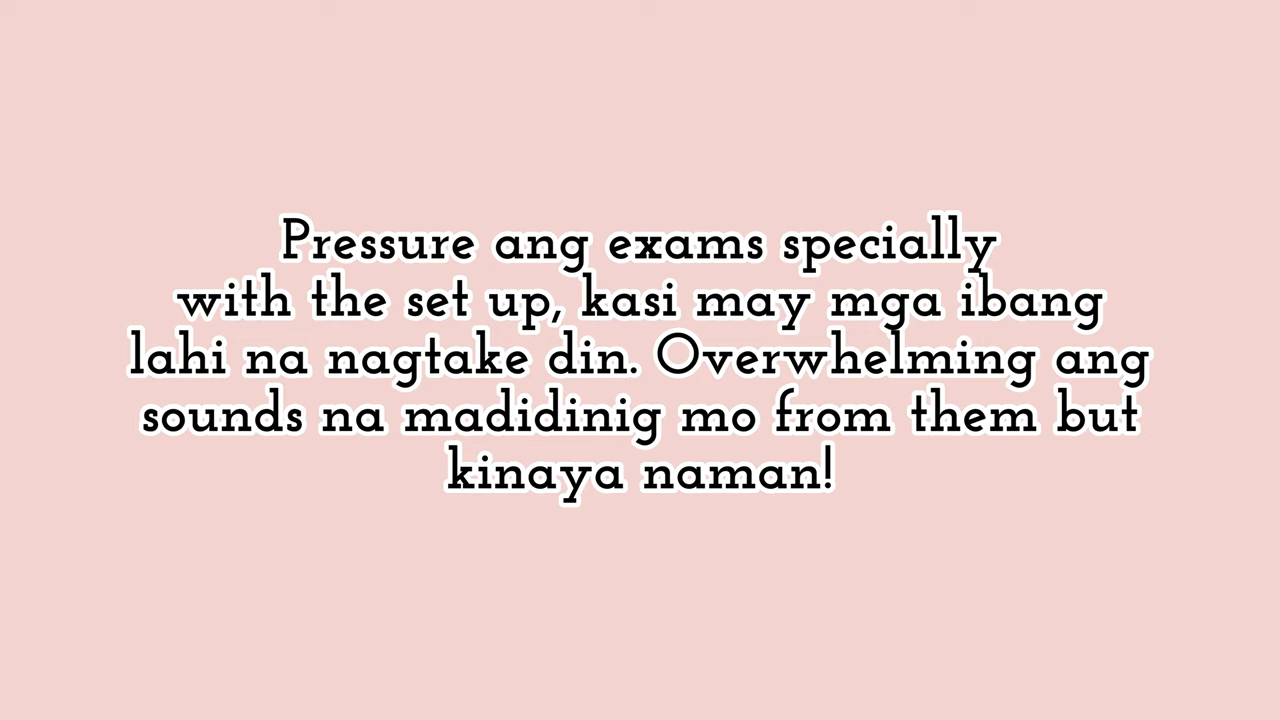 Pressure ang exams specially
with the set up, kasi may mga ibang
lahi na nagtake din. Overwhelming ang
sounds na madidinig mo from them but
kinaya naman!